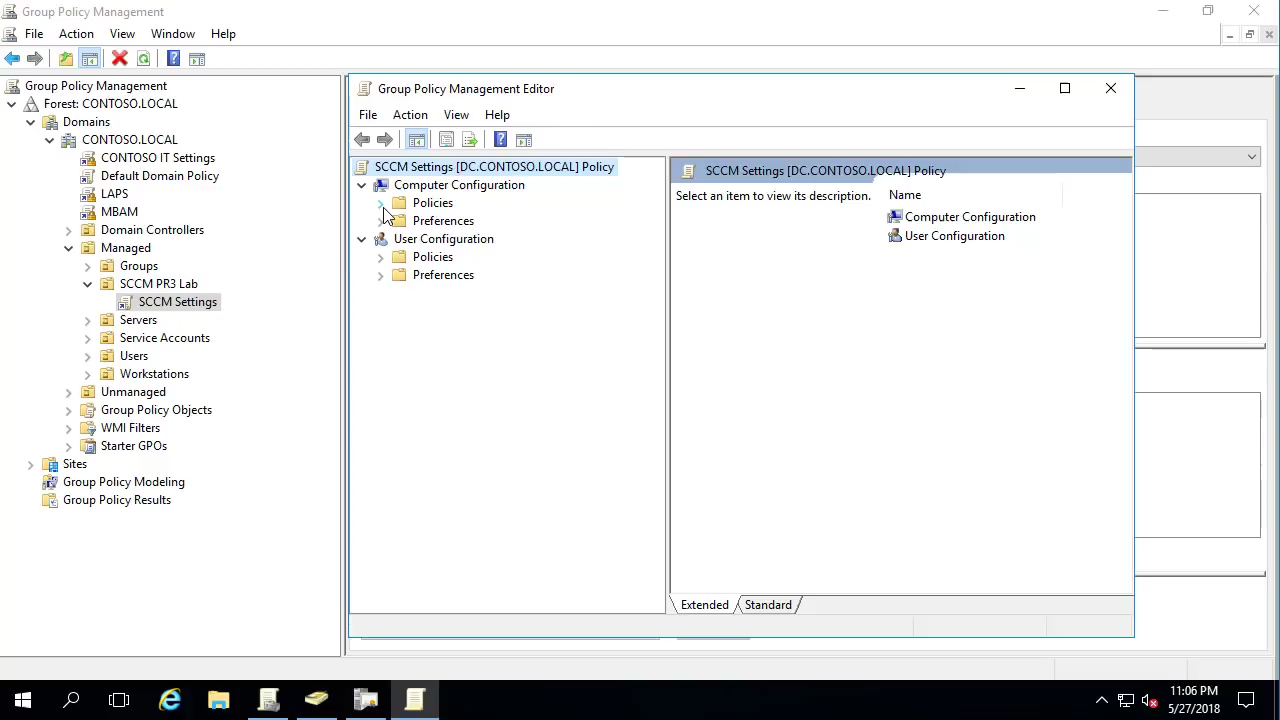 Group Policy Management
File Action View Window Help
Group Policy Management
Forest: CONTOSO.LOCAL
Domains
CONTOSO.LOCAL
CONTOSO IT Settings
Default Domain Policy
LAPS
MBAM
Domain Controllers
Managed
Groups
SCCM PR3 Lab
SCCM Settings
Servers
Service Accounts
Users
Workstations
Unmanaged
Group Policy Objects
WMI Filters
Starter GPOs
Sites
Group Policy Modeling
Group Policy Results
Group Policy Management Editor
File Action View Help
SCCM Settings [DC.CONTOSO.LOCAL] Policy
Computer Configuration
Policies
Preferences
User Configuration
Policies
Preferences
SCCM Settings [DC.CONTOSO.LOCAL] Policy
Select an item to view its description.
Name
Computer Configuration
User Configuration
Extended Standard
11:06 PM
5/27/2018